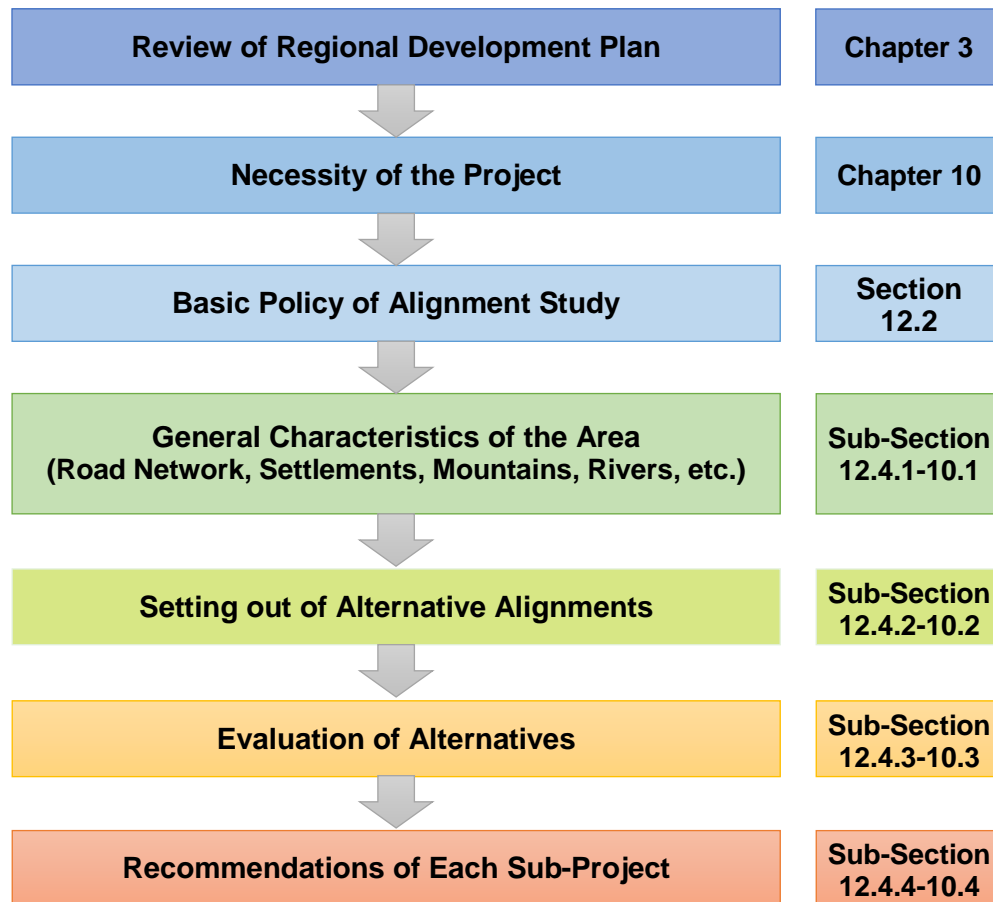 Review of Regional Development Plan
Chapter 3
Necessity of the Project
Chapter 10
Basic Policy of Alignment Study
Section
12.2
General Characteristics of the Area
(Road Network, Settlements, Mountains, Rivers, etc.)
Sub-Section
12.4.1-10.1
Setting out of Alternative Alignments
Sub-Section
12.4.2-10.2
Evaluation of Alternatives
Sub-Section
12.4.3-10.3
Recommendations of Each Sub-Project
Sub-Section
12.4.4-10.4